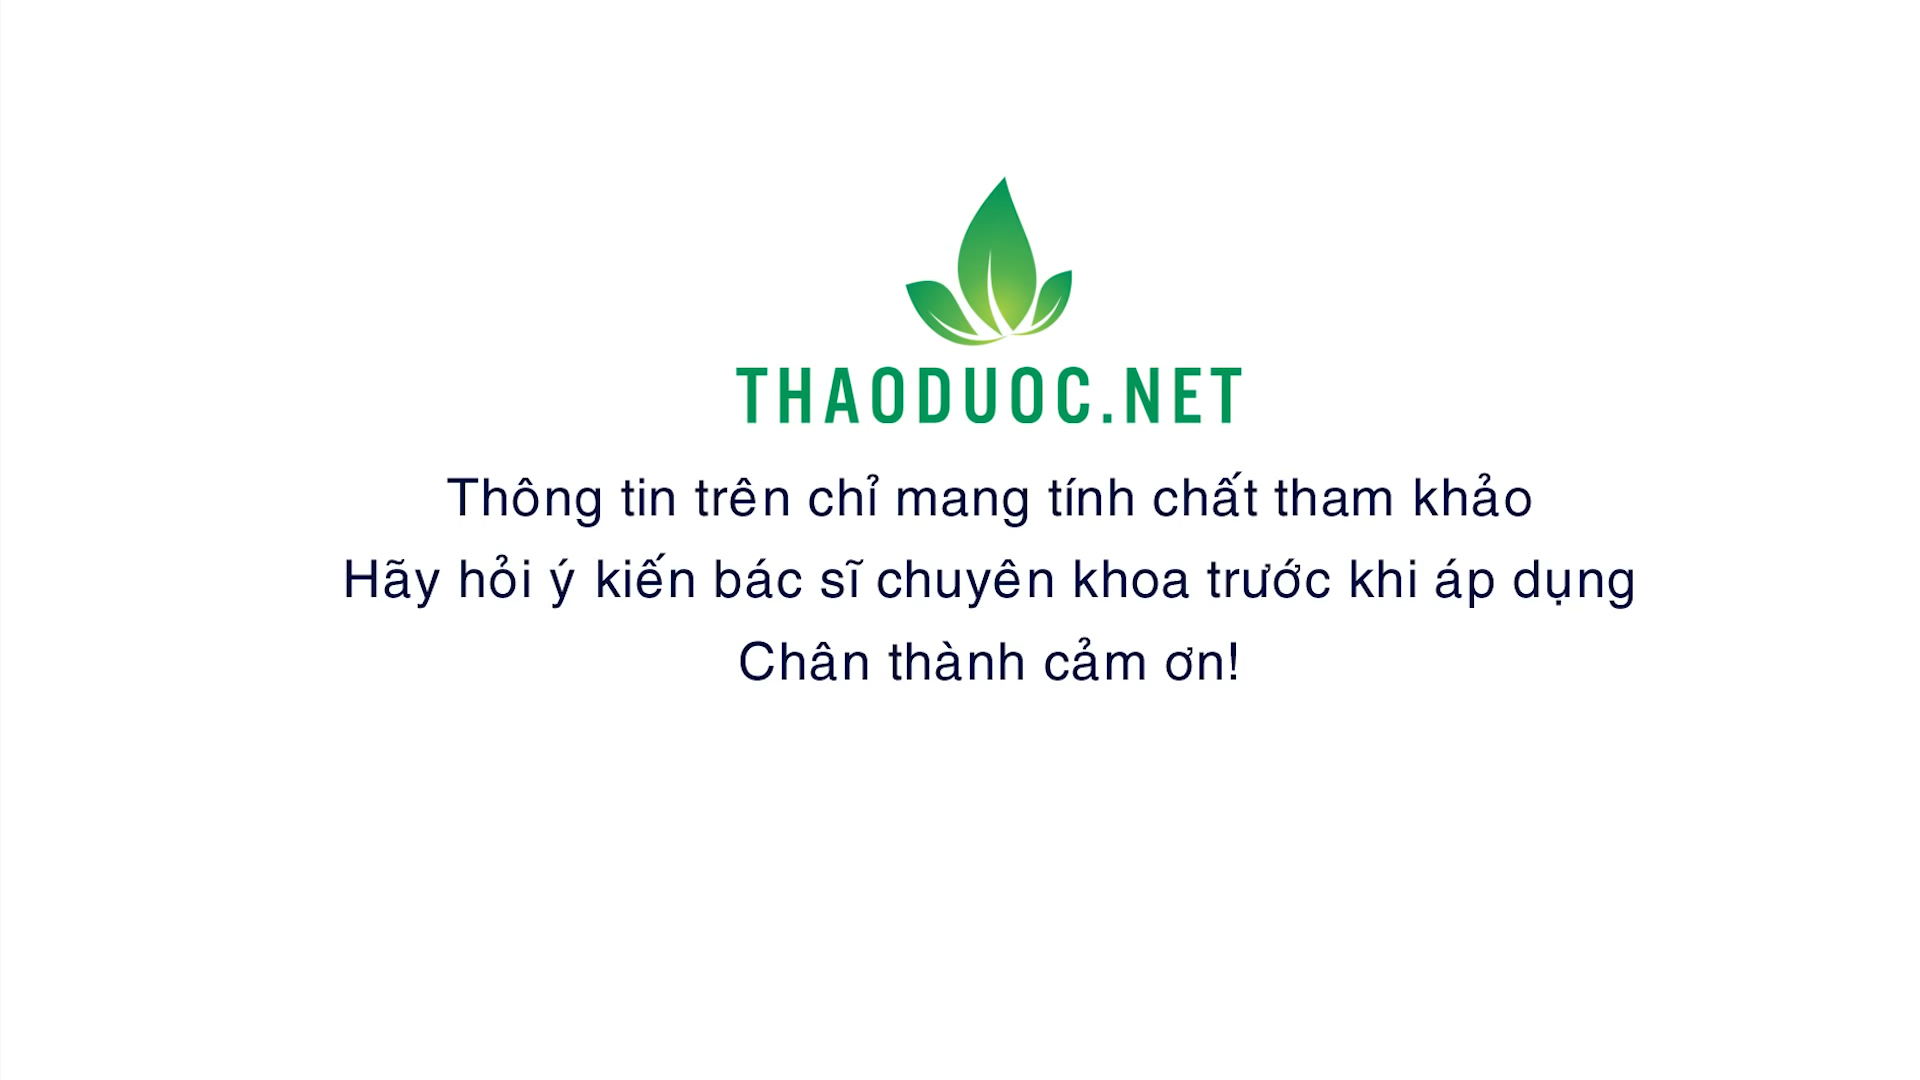 THAODUOC.NET
Thông tin trên chỉ mang tính chất tham khảo
Hãy hỏi ý kiến bác sĩ chuyên khoa trước khi áp dụng
Chân thành cảm ơn!